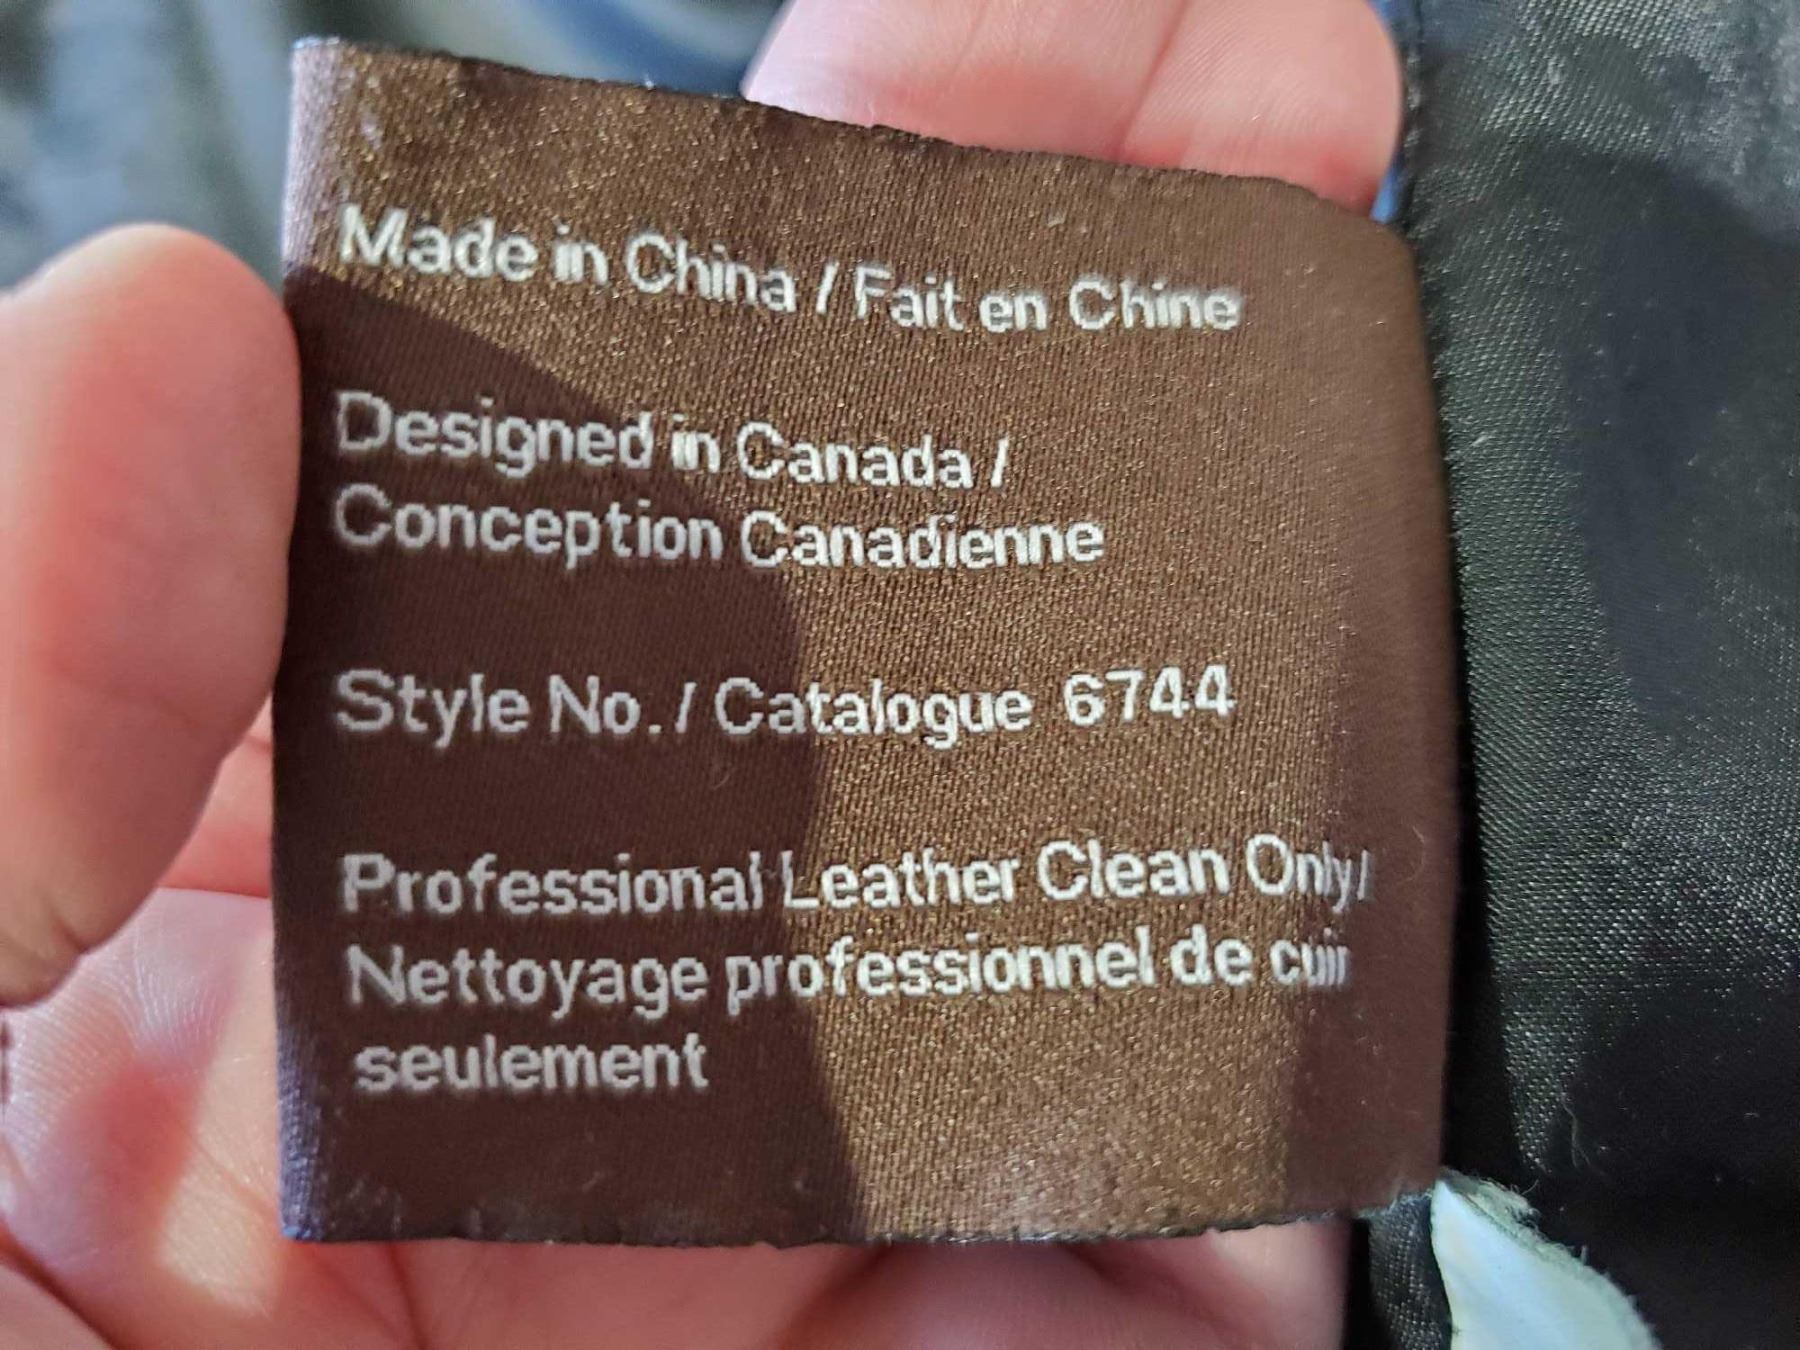 Made in China / Fait en Chine
Designed in Canada /
Conception Canadienne
Style No. / Catalogue 6744
Professional Leather Clean Only/
Nettoyage professionnel de cuir
seulement